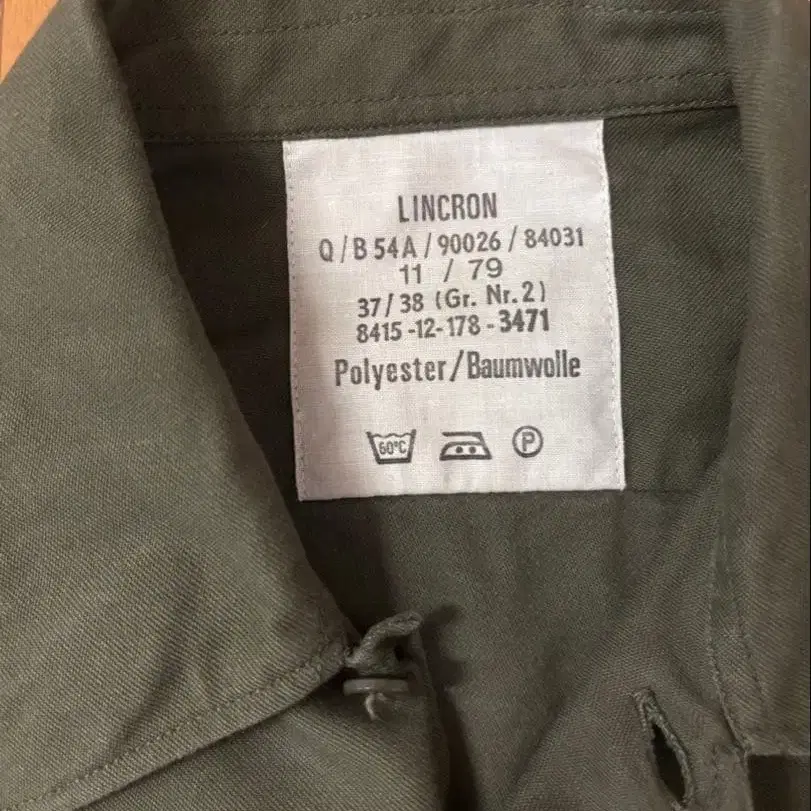 LINCRON
Q/B 54A/90026/84031
11 / 79
37/38 (Gr. Nr. 2)
8415-12-178-3471
Polyester/Baumwolle
60°C P